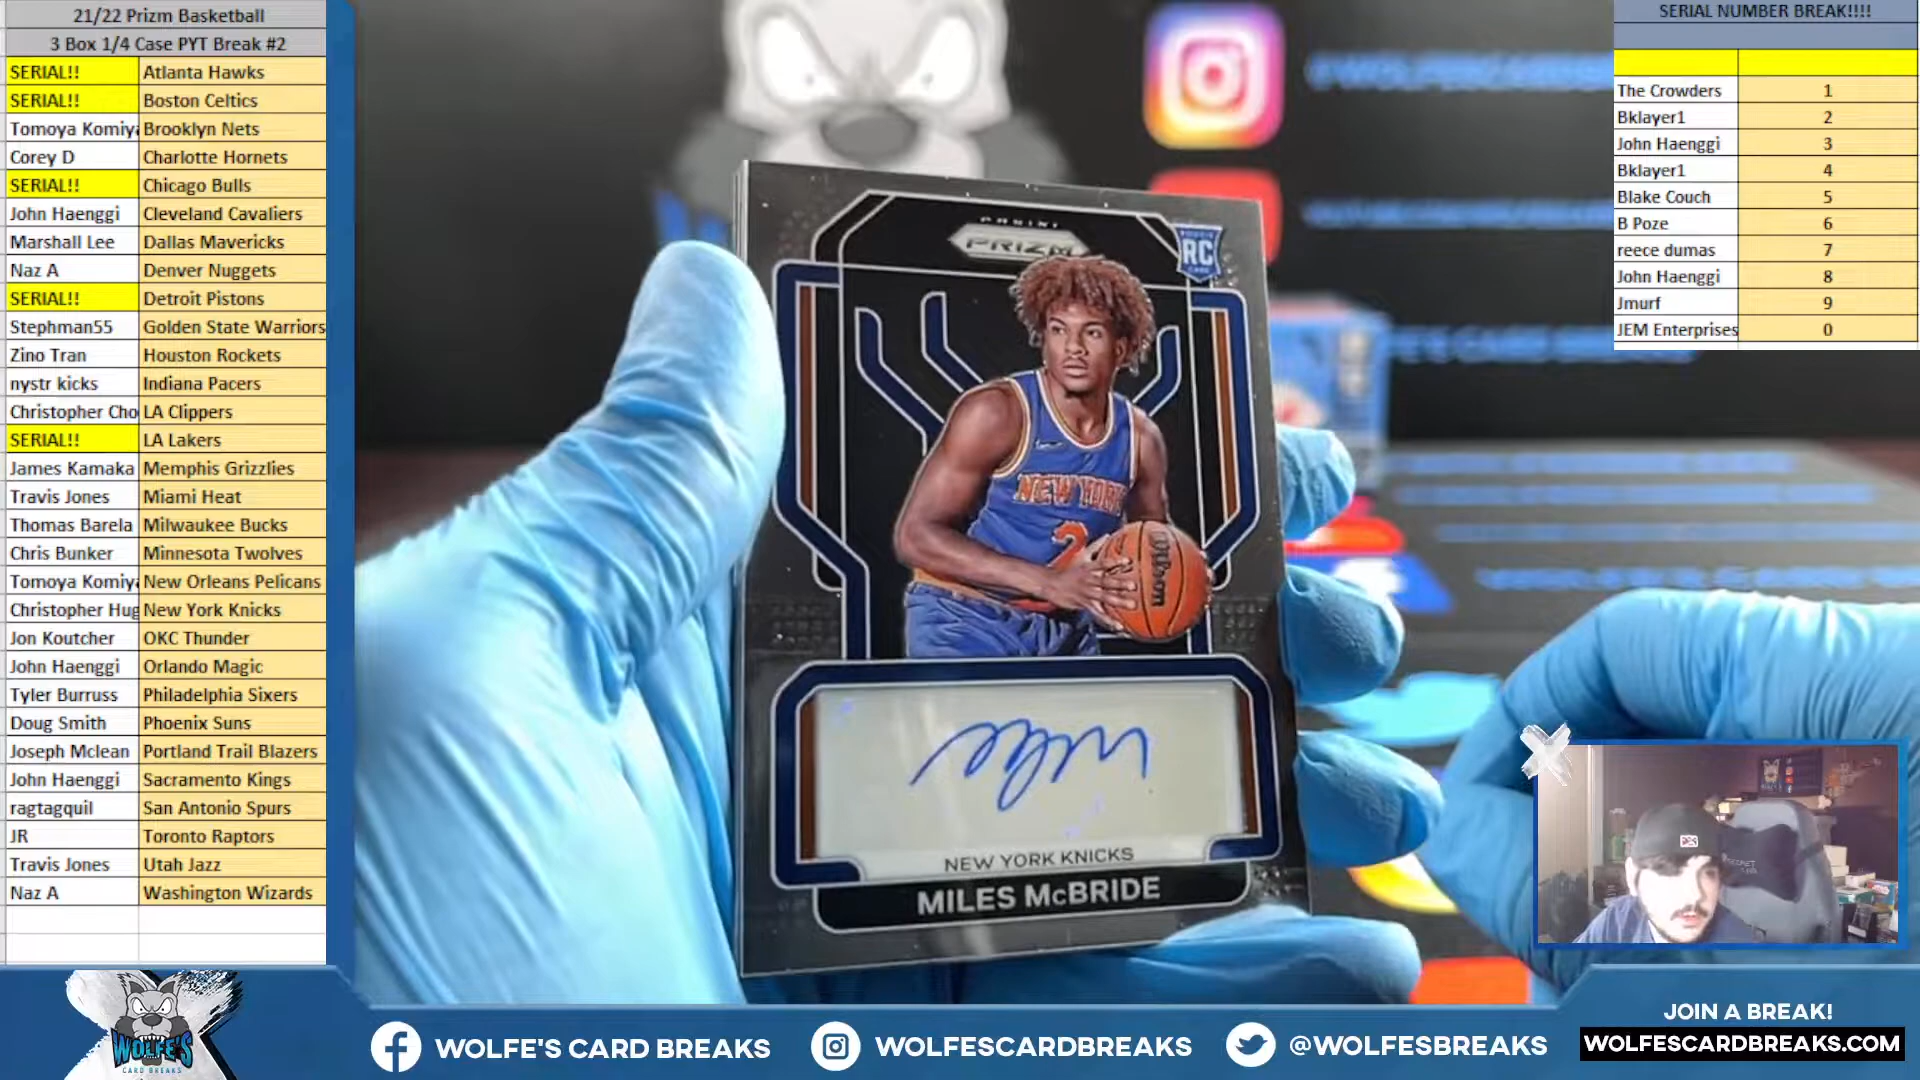 21/22 Prizm Basketball
3 Box 1/4 Case PYT Break #2
SERIAL!! Atlanta Hawks
SERIAL!! Boston Celtics
Tomoya Komiya Brooklyn Nets
Corey D Charlotte Hornets
SERIAL!! Chicago Bulls
John Haenggi Cleveland Cavaliers
Marshall Lee Dallas Mavericks
Naz A Denver Nuggets
SERIAL!! Detroit Pistons
Stephman55 Golden State Warriors
Zino Tran Houston Rockets
nystr kicks Indiana Pacers
Christopher Cho LA Clippers
SERIAL!! LA Lakers
James Kamaka Memphis Grizzlies
Travis Jones Miami Heat
Thomas Barela Milwaukee Bucks
Chris Bunker Minnesota Twolves
Tomoya Komiya New Orleans Pelicans
Christopher Hug New York Knicks
Jon Koutcher OKC Thunder
John Haenggi Orlando Magic
Tyler Burruss Philadelphia Sixers
Doug Smith Phoenix Suns
Joseph Mclean Portland Trail Blazers
John Haenggi Sacramento Kings
ragtagquil San Antonio Spurs
JR Toronto Raptors
Travis Jones Utah Jazz
Naz A Washington Wizards
SERIAL NUMBER BREAK!!!!
The Crowders 1
Bklayer1 2
John Haenggi 3
Bklayer1 4
Blake Couch 5
B Poze 6
reece dumas 7
John Haenggi 8
Jmurf 9
JEM Enterprises 0
PANINI
PRIZM
ROOKIE
RC
CARD
NEW YORK
2
Wilson
NEW YORK KNICKS
MILES McBRIDE
WOLFE'S
CARD BREAKS
WOLFE'S CARD BREAKS
WOLFESCARDBREAKS
@WOLFESBREAKS
JOIN A BREAK!
WOLFESCARDBREAKS.COM